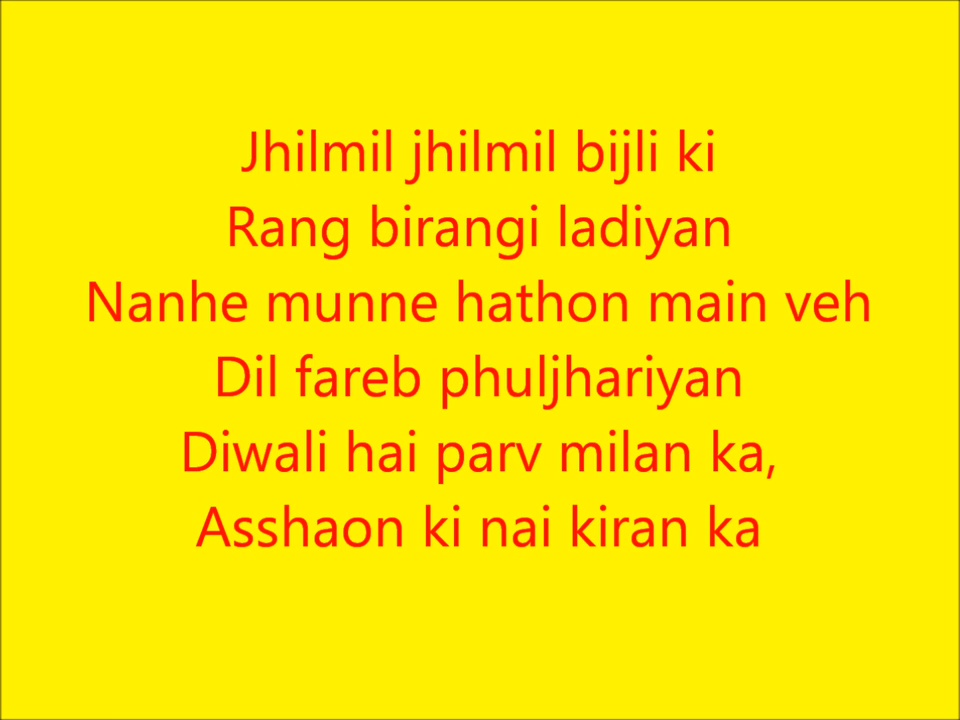 Jhilmil jhilmil bijli ki
Rang birangi ladiyan
Nanhe munne hathon main veh
Dil fareb phuljhariyan
Diwali hai parv milan ka,
Asshaon ki nai kiran ka